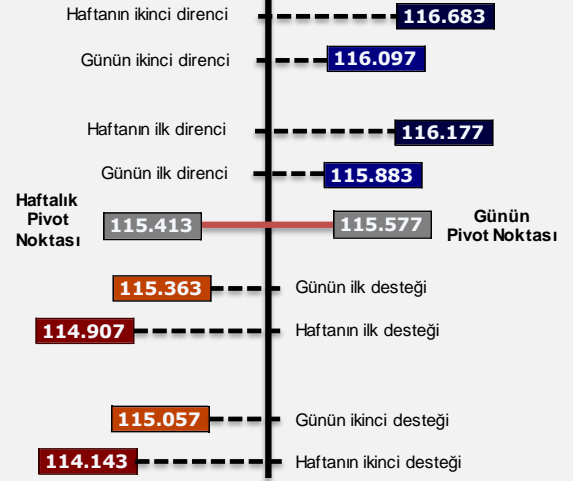 Haftanın ikinci direnci
116.683
Günün ikinci direnci
116.097
Haftanın ilk direnci
116.177
Günün ilk direnci
115.883
Haftalık
Pivot
Noktası
115.413
115.577
Günün
Pivot Noktası
115.363
Günün ilk desteği
114.907
Haftanın ilk desteği
115.057
Günün ikinci desteği
114.143
Haftanın ikinci desteği